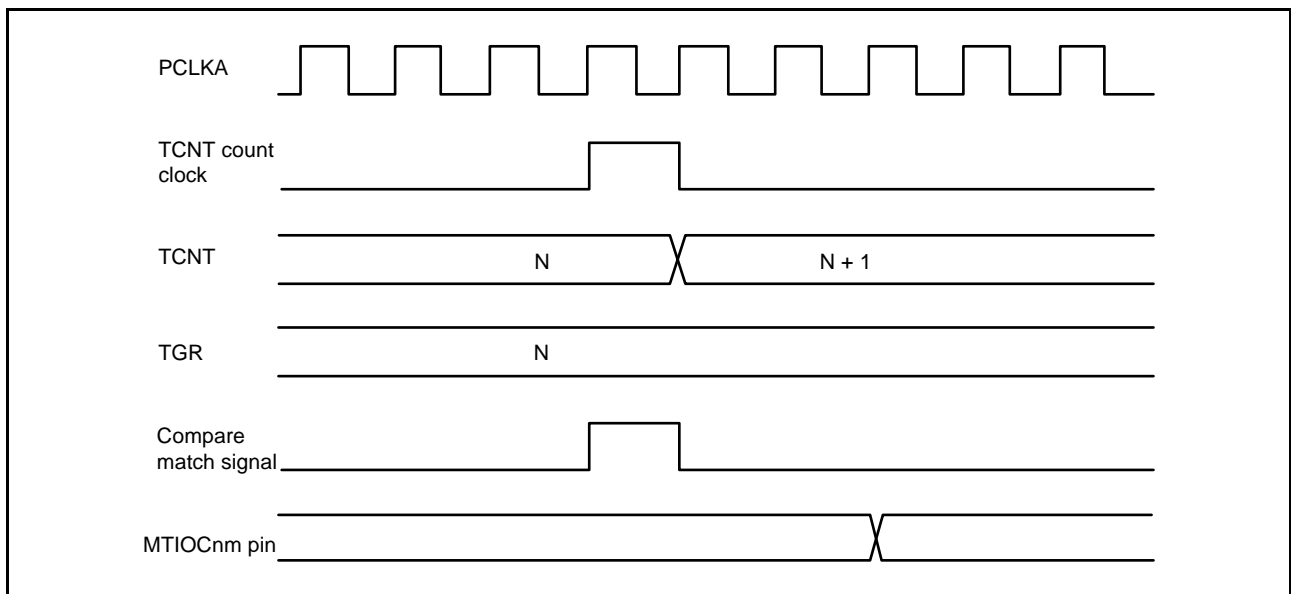 PCLKA
TCNT count
clock
TCNT
N
N + 1
TGR
N
Compare
match signal
MTIOCnm pin